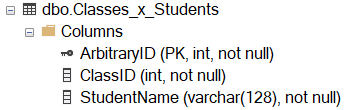 dbo.Classes_x_Students
Columns
ArbitraryID (PK, int, not null)
ClassID (int, not null)
StudentName (varchar(128), not null)